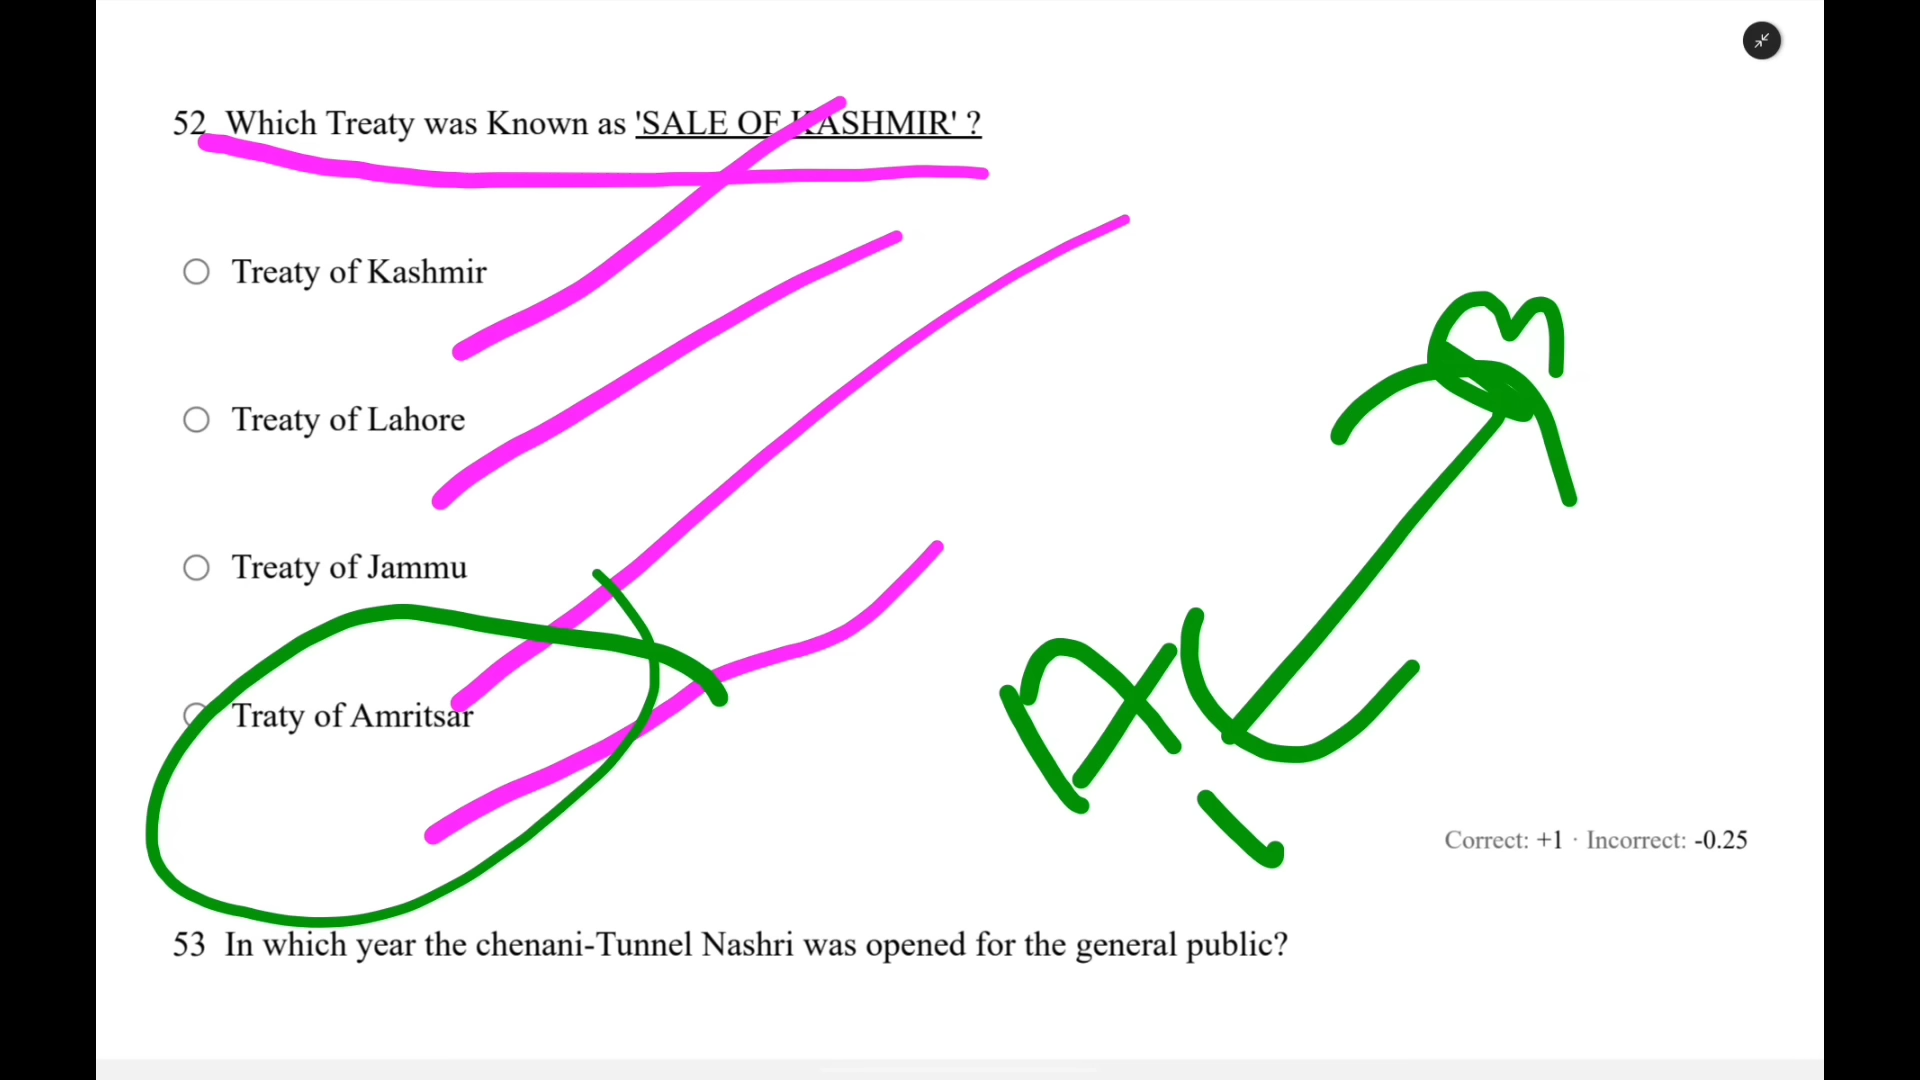 52 Which Treaty was Known as 'SALE OF KASHMIR' ?
Treaty of Kashmir
Treaty of Lahore
Treaty of Jammu
Traty of Amritsar
Correct: +1 · Incorrect: -0.25
53 In which year the chenani-Tunnel Nashri was opened for the general public?